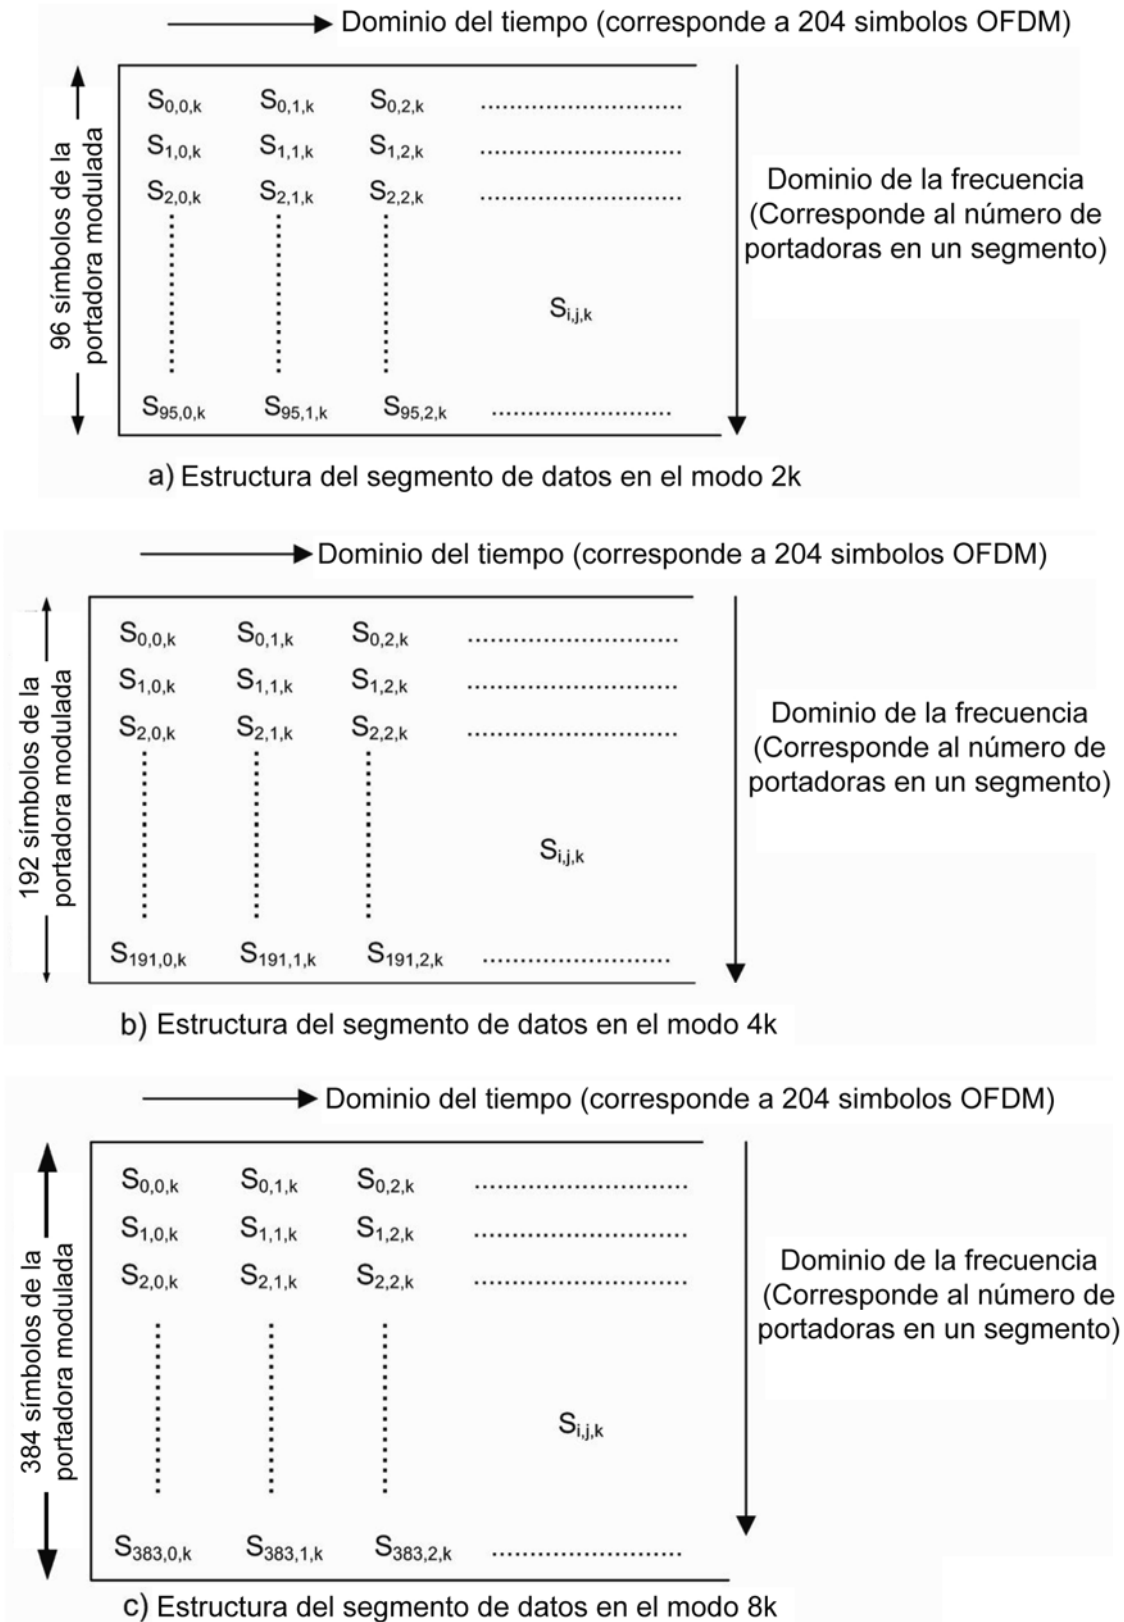 Dominio del tiempo (corresponde a 204 simbolos OFDM)
96 símbolos de la
portadora modulada
S0,0,k S0,1,k S0,2,k ............................
S1,0,k S1,1,k S1,2,k ............................
S2,0,k S2,1,k S2,2,k ............................
Si,j,k
S95,0,k S95,1,k S95,2,k ........................
Dominio de la frecuencia
(Corresponde al número de
portadoras en un segmento)
a) Estructura del segmento de datos en el modo 2k
Dominio del tiempo (corresponde a 204 simbolos OFDM)
192 símbolos de la
portadora modulada
S0,0,k S0,1,k S0,2,k ............................
S1,0,k S1,1,k S1,2,k ............................
S2,0,k S2,1,k S2,2,k ............................
Si,j,k
S191,0,k S191,1,k S191,2,k ........................
Dominio de la frecuencia
(Corresponde al número de
portadoras en un segmento)
b) Estructura del segmento de datos en el modo 4k
Dominio del tiempo (corresponde a 204 simbolos OFDM)
384 símbolos de la
portadora modulada
S0,0,k S0,1,k S0,2,k ............................
S1,0,k S1,1,k S1,2,k ............................
S2,0,k S2,1,k S2,2,k ............................
Si,j,k
S383,0,k S383,1,k S383,2,k ........................
Dominio de la frecuencia
(Corresponde al número de
portadoras en un segmento)
c) Estructura del segmento de datos en el modo 8k